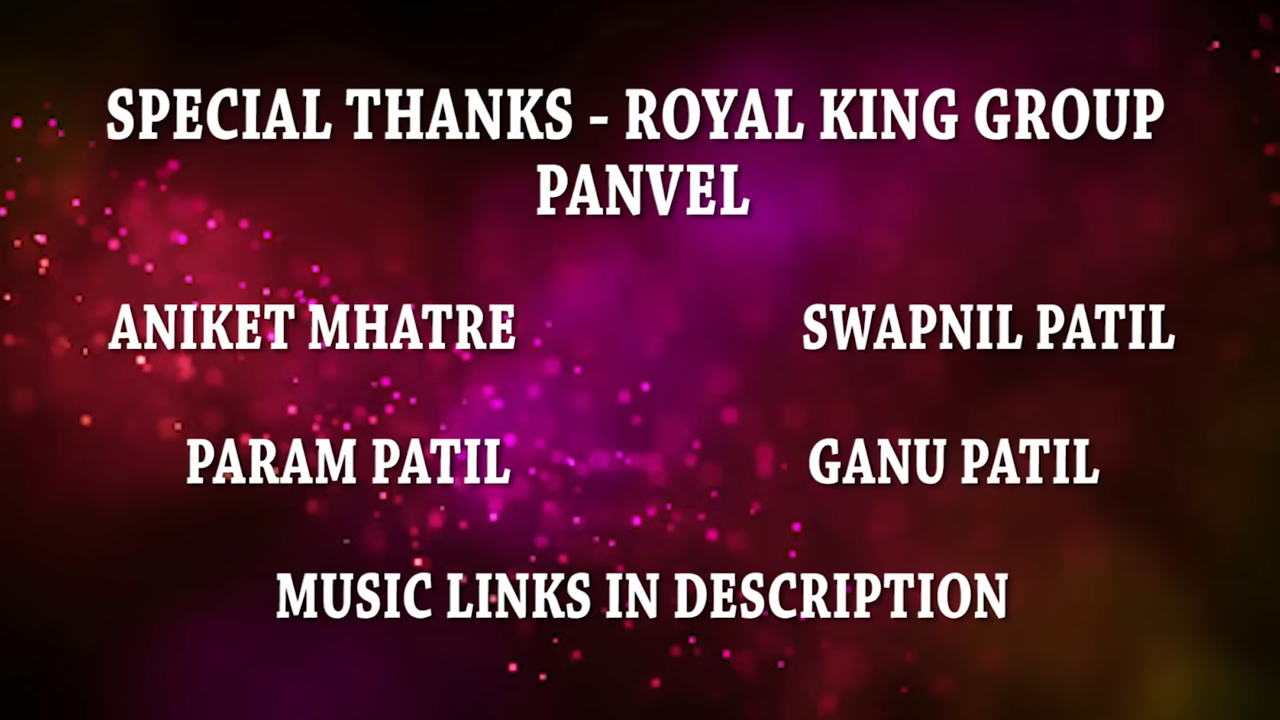 SPECIAL THANKS - ROYAL KING GROUP
PANVEL
ANIKET MHATRE
SWAPNIL PATIL
PARAM PATIL
GANU PATIL
MUSIC LINKS IN DESCRIPTION